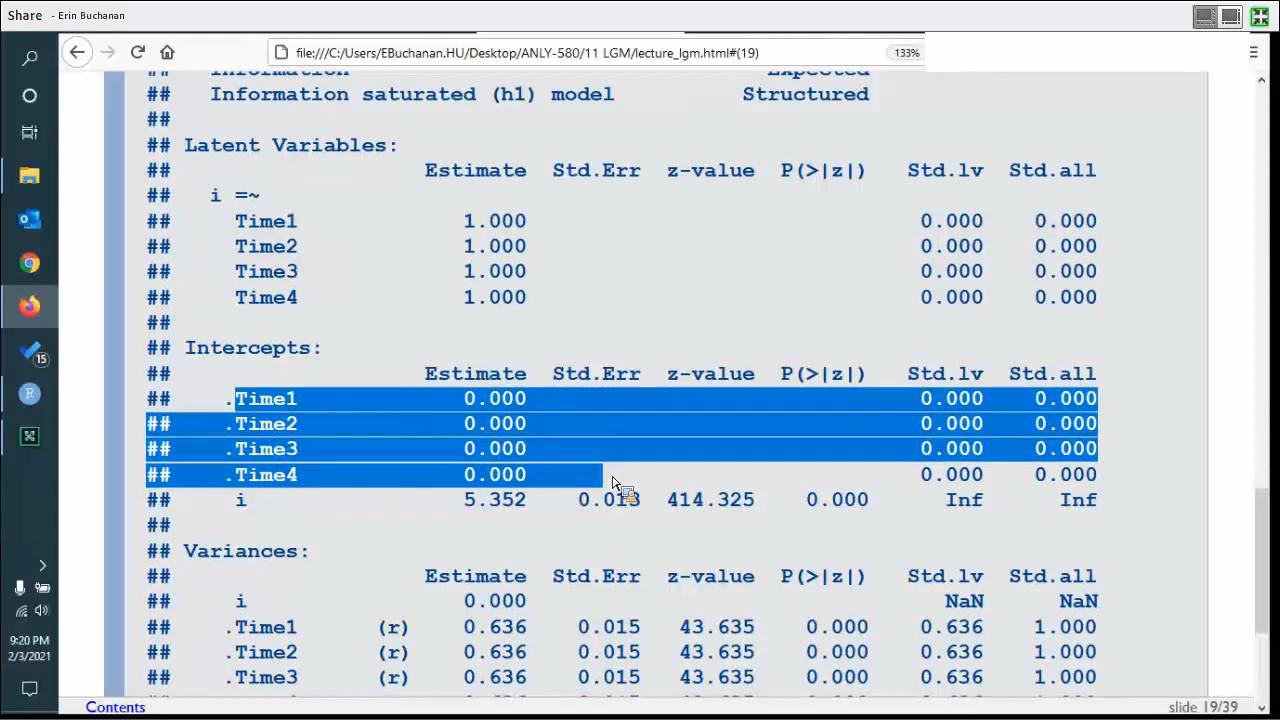 Share - Erin Buchanan
file:///C:/Users/EBuchanan.HU/Desktop/ANLY-580/11 LGM/lecture_lgm.html#(19) 133%
## Information Expected
## Information saturated (h1) model Structured
##
## Latent Variables:
## Estimate Std.Err z-value P(>|z|) Std.lv Std.all
## i =~
## Time1 1.000 0.000 0.000
## Time2 1.000 0.000 0.000
## Time3 1.000 0.000 0.000
## Time4 1.000 0.000 0.000
##
## Intercepts:
## Estimate Std.Err z-value P(>|z|) Std.lv Std.all
## .Time1 0.000 0.000 0.000
## .Time2 0.000 0.000 0.000
## .Time3 0.000 0.000 0.000
## .Time4 0.000 0.000 0.000
## i 5.352 0.013 414.325 0.000 Inf Inf
##
## Variances:
## Estimate Std.Err z-value P(>|z|) Std.lv Std.all
## i 0.000 NaN NaN
## .Time1 (r) 0.636 0.015 43.635 0.000 0.636 1.000
## .Time2 (r) 0.636 0.015 43.635 0.000 0.636 1.000
## .Time3 (r) 0.636 0.015 43.635 0.000 0.636 1.000
15
9:20 PM
2/3/2021
Contents
slide 19/39